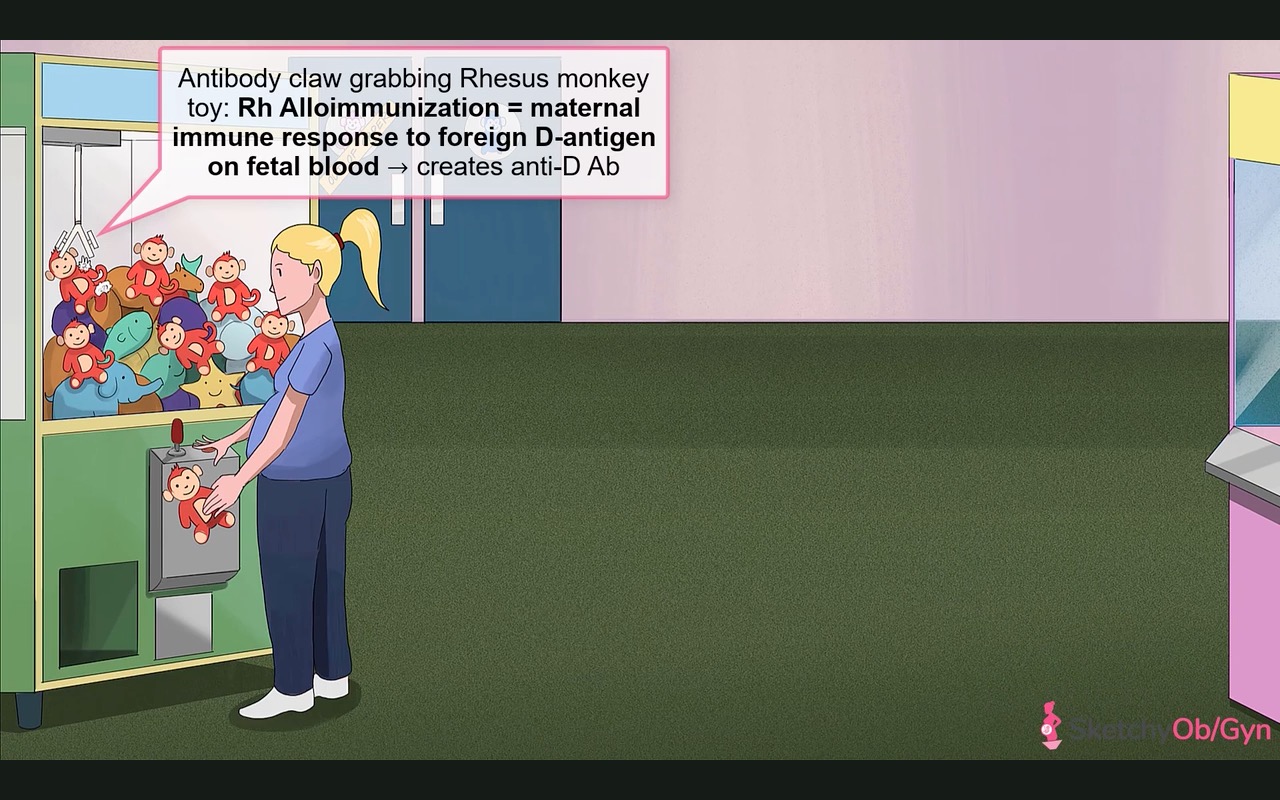 Antibody claw grabbing Rhesus monkey
toy: Rh Alloimmunization = maternal
immune response to foreign D-antigen
on fetal blood → creates anti-D Ab
D
D
D
D
D
D
SketchyOb/Gyn